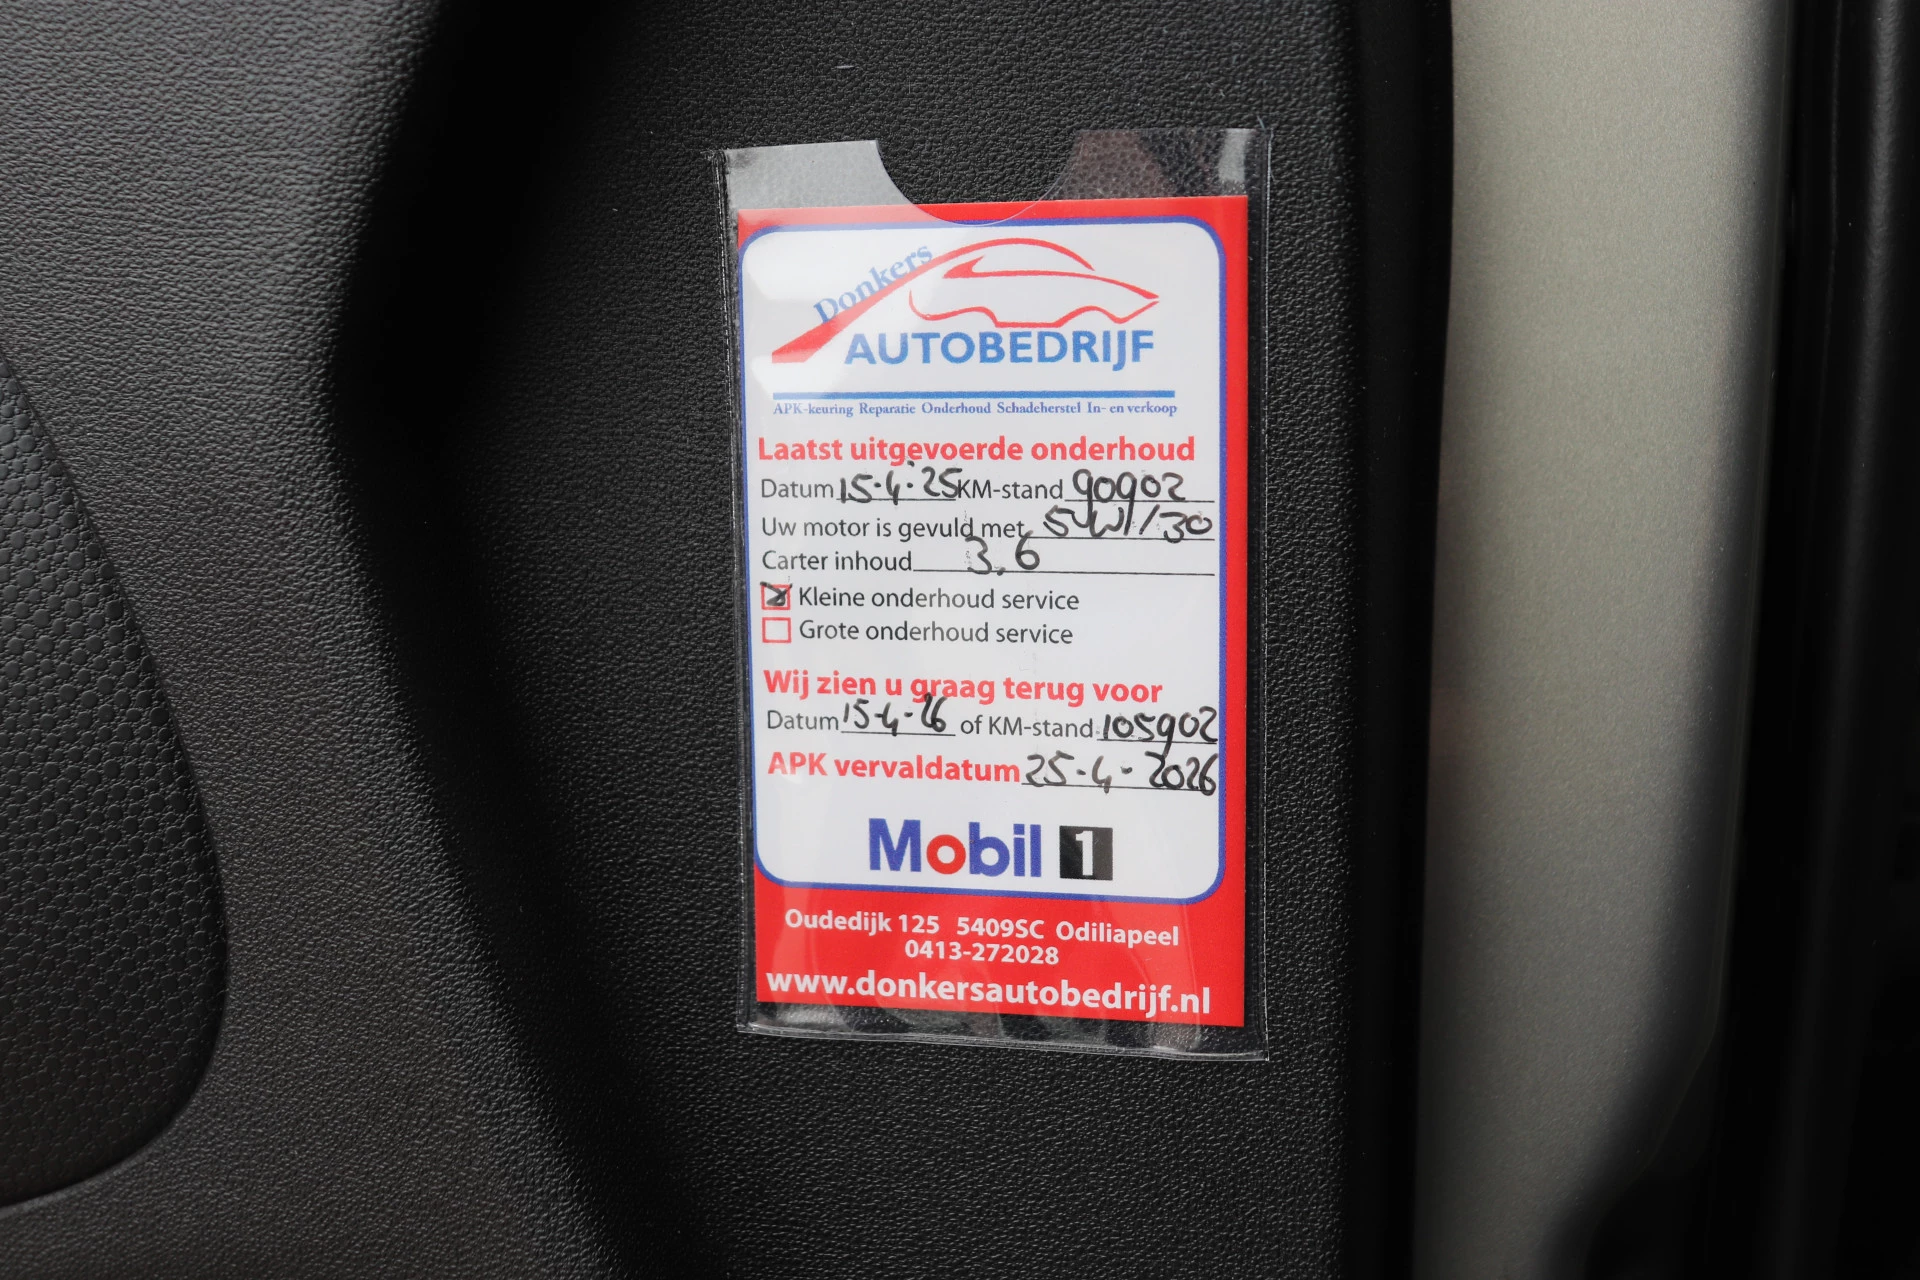 Donkers
AUTOBEDRIJF
APK-keuring Reparatie Onderhoud Schadeherstel In- en verkoop
Laatst uitgevoerde onderhoud
Datum 15-4-25 KM-stand 90902
Uw motor is gevuld met 5W/30
Carter inhoud 3.6
Kleine onderhoud service
Grote onderhoud service
Wij zien u graag terug voor
Datum 15-4-26 of KM-stand 105902
APK vervaldatum 25-4-2026
Mobil 1
Oudedijk 125 5409SC Odiliapeel
0413-272028
www.donkersautobedrijf.nl